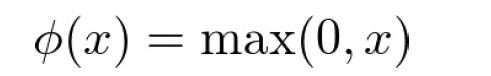 ϕ(x) = max(0, x)